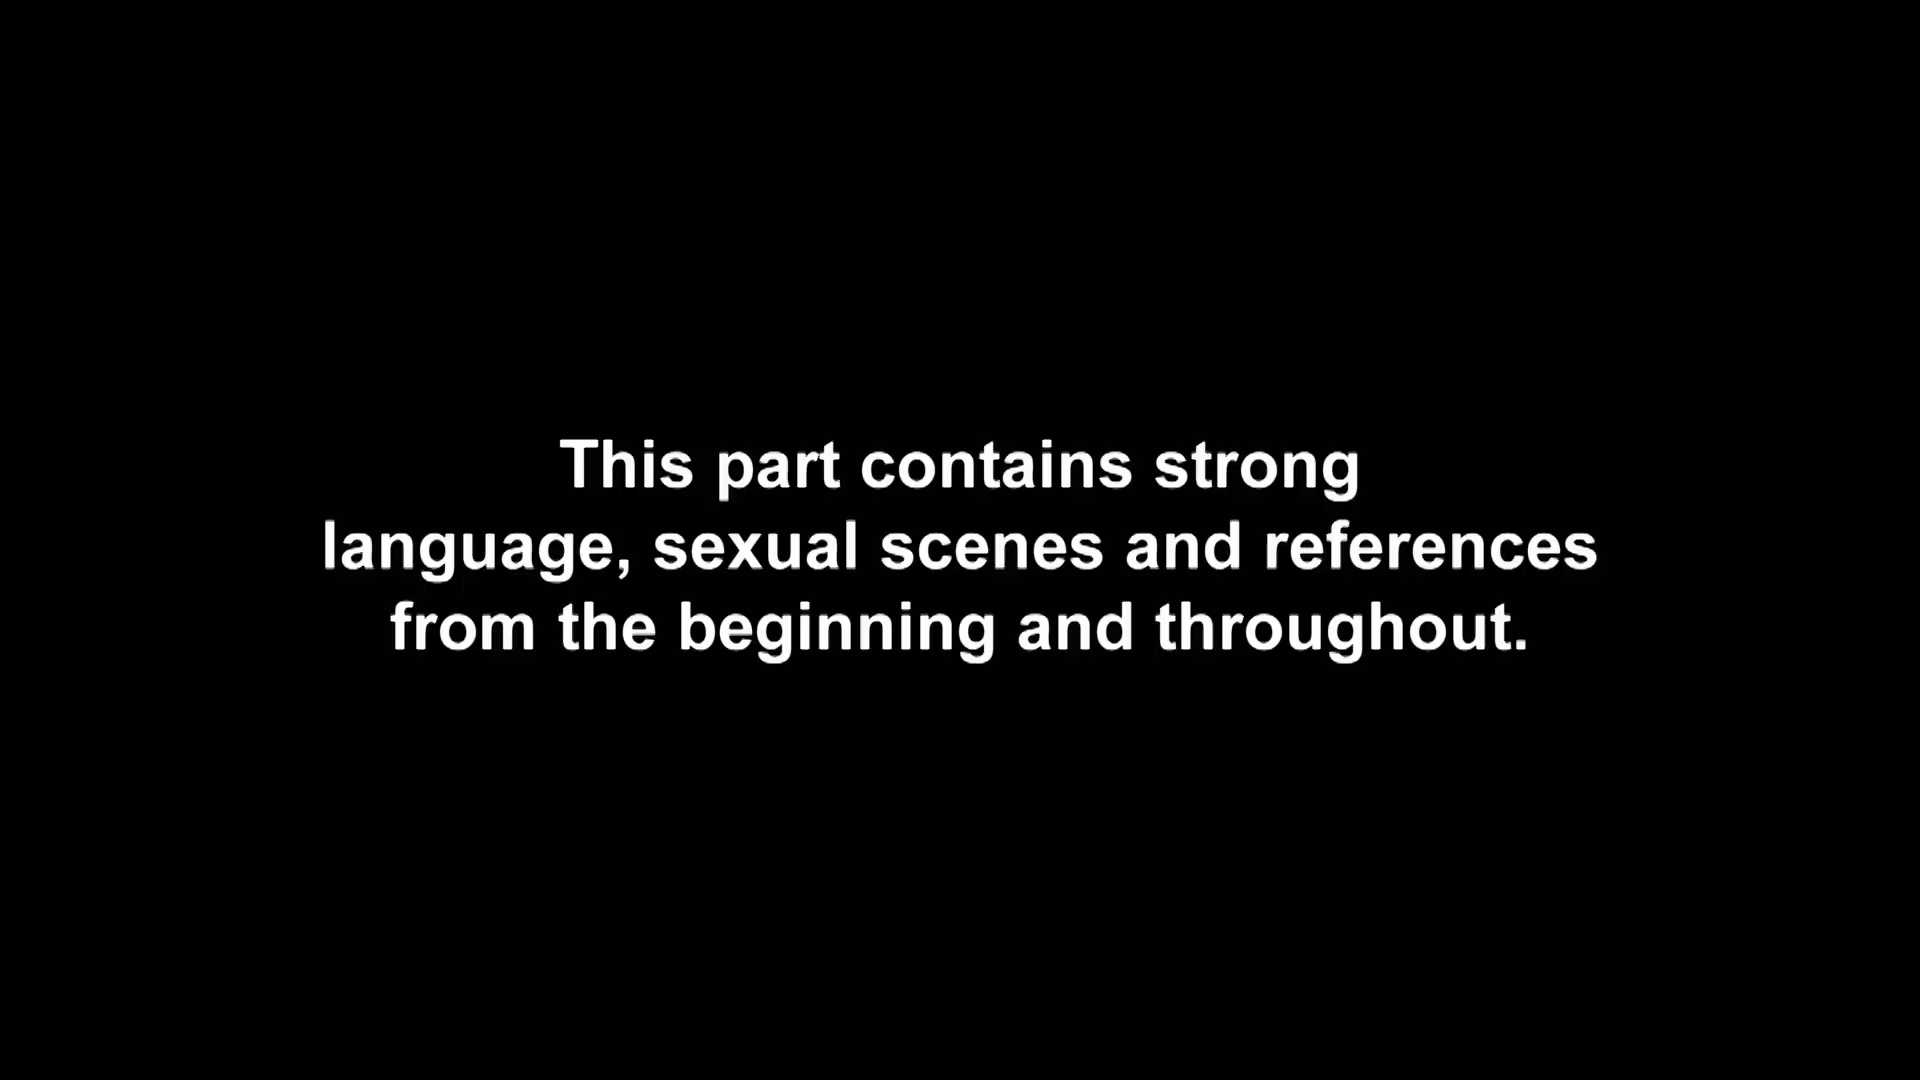 This part contains strong
language, sexual scenes and references
from the beginning and throughout.